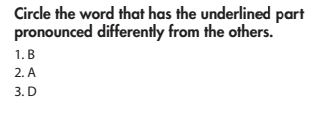 Circle the word that has the underlined part
pronounced differently from the others.
1. B
2. A
3. D